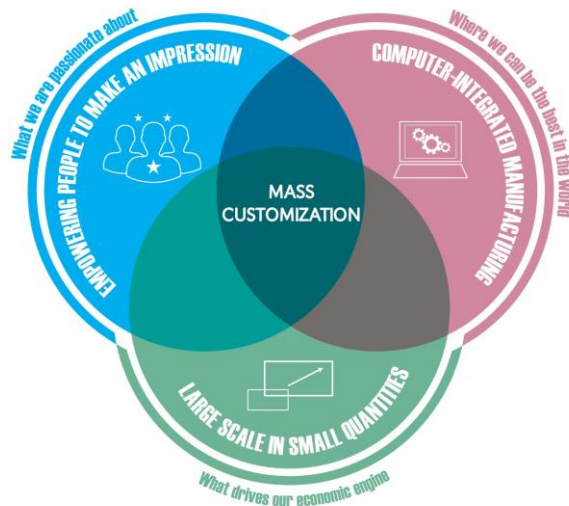 What we are passionate about
EMPOWERING PEOPLE TO MAKE AN IMPRESSION
Where we can be the best in the world
COMPUTER-INTEGRATED MANUFACTURING
MASS
CUSTOMIZATION
LARGE SCALE IN SMALL QUANTITIES
What drives our economic engine